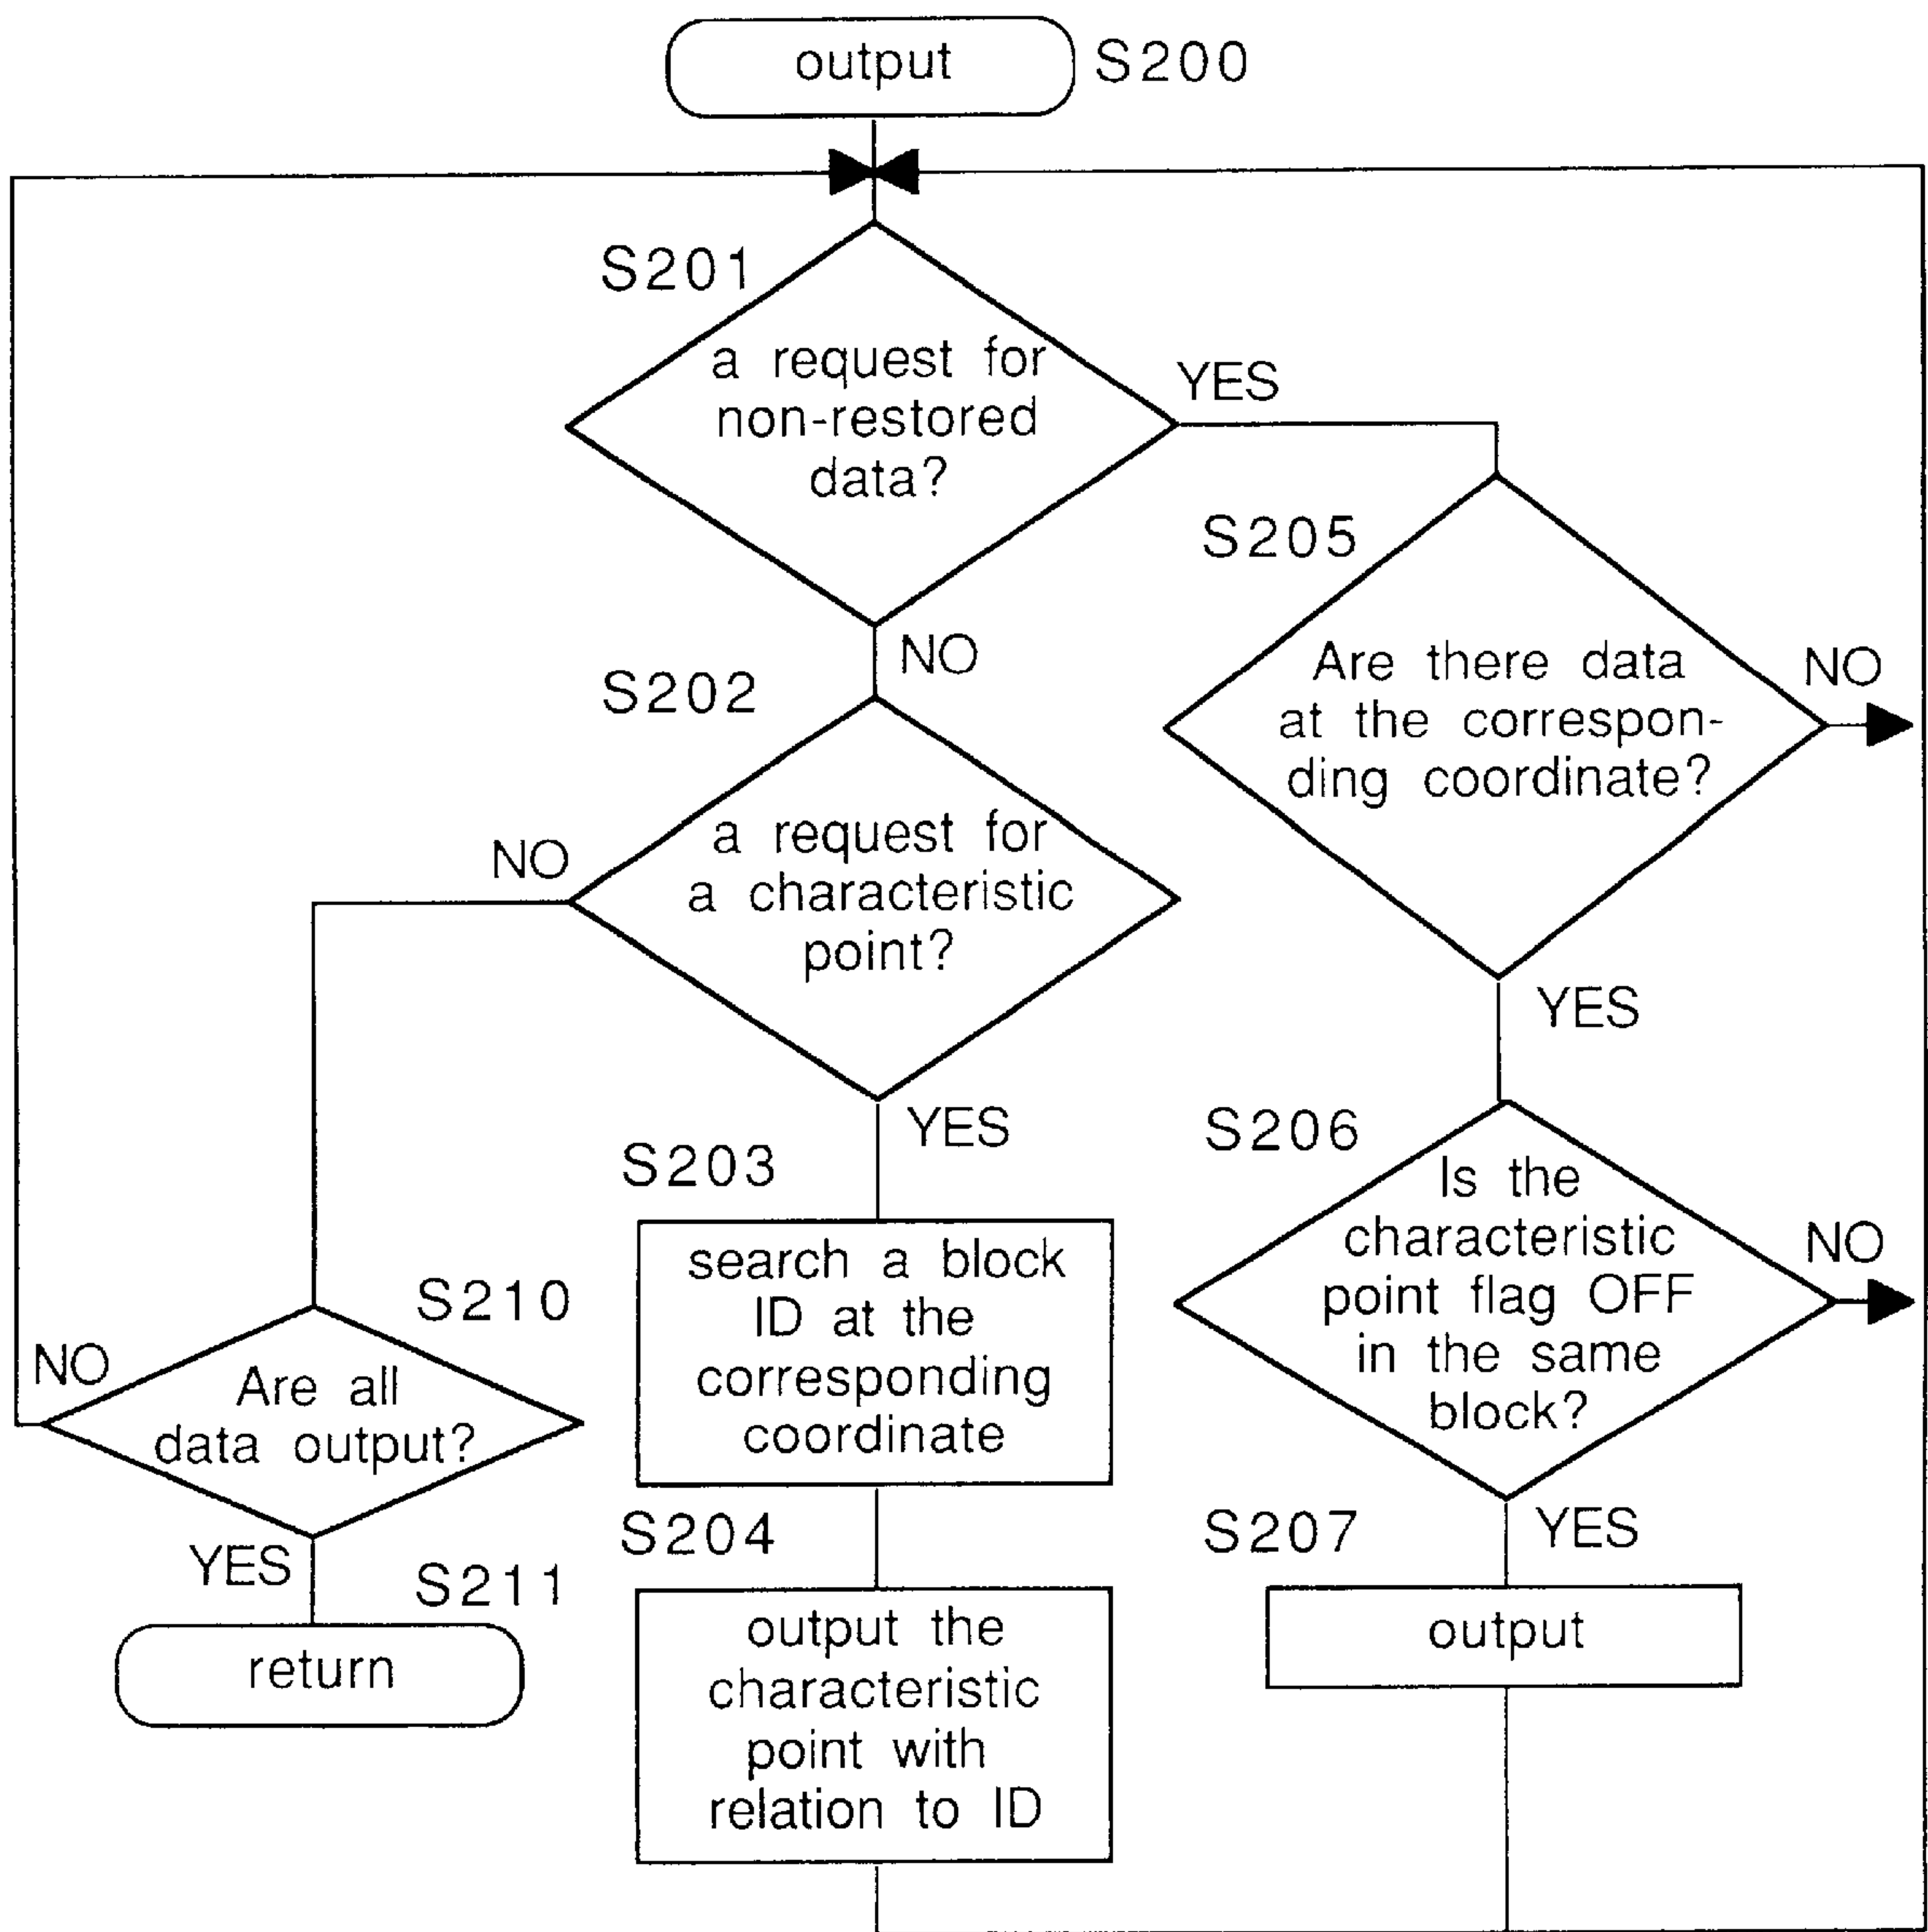 output
S200
S201
a request for
non-restored
data?
YES
NO
S205
Are there data
at the correspon-
ding coordinate?
NO
YES
S202
a request for
a characteristic
point?
NO
YES
S203
search a block
ID at the
corresponding
coordinate
S204
output the
characteristic
point with
relation to ID
S206
Is the
characteristic
point flag OFF
in the same
block?
NO
YES
S207
output
S210
Are all
data output?
NO
YES
S211
return